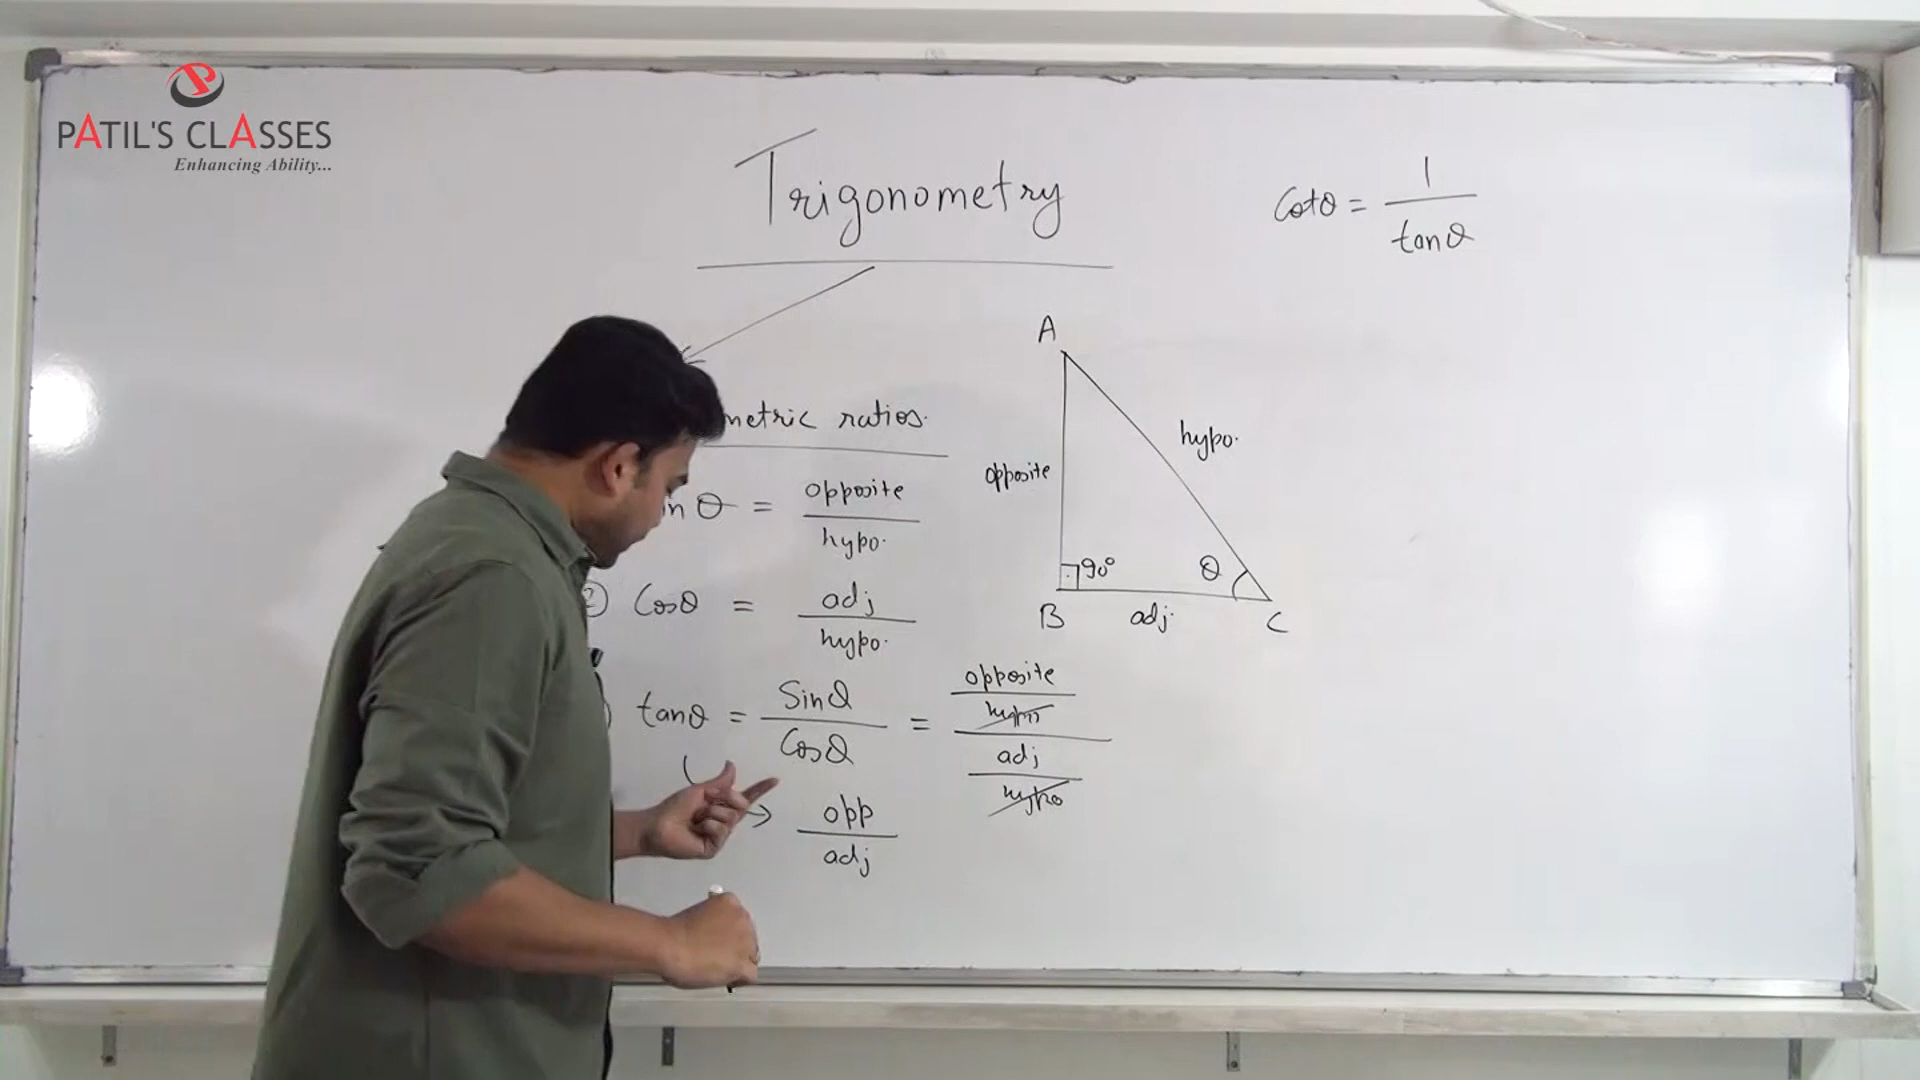 PATIL'S CLASSES
Enhancing Ability...
Trigonometry
Cotθ = 1/tanθ
metric ratios.
n θ = opposite/hypo.
② Cosθ = adj/hypo.
tanθ = Sinθ/Cosθ = opposite/hypo / adj/hypo
→ opp/adj
A
opposite
hypo.
90°
θ
B
adj.
C